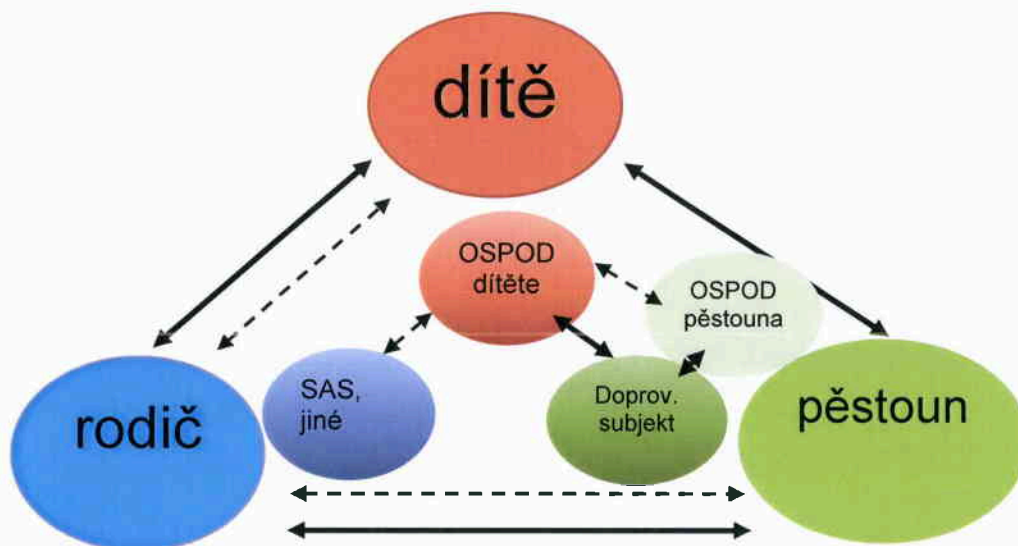 dítě
OSPOD
dítěte
OSPOD
pěstouna
rodič
SAS,
jiné
Doprov.
subjekt
pěstoun